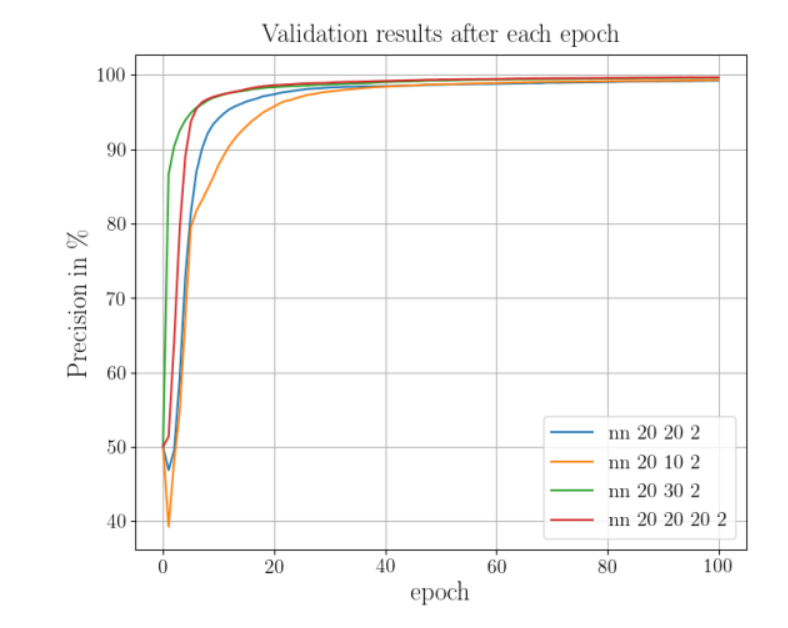 Validation results after each epoch
Precision in %
100
90
80
70
60
50
40
nn 20 20 2
nn 20 10 2
nn 20 30 2
nn 20 20 20 2
0 20 40 60 80 100
epoch